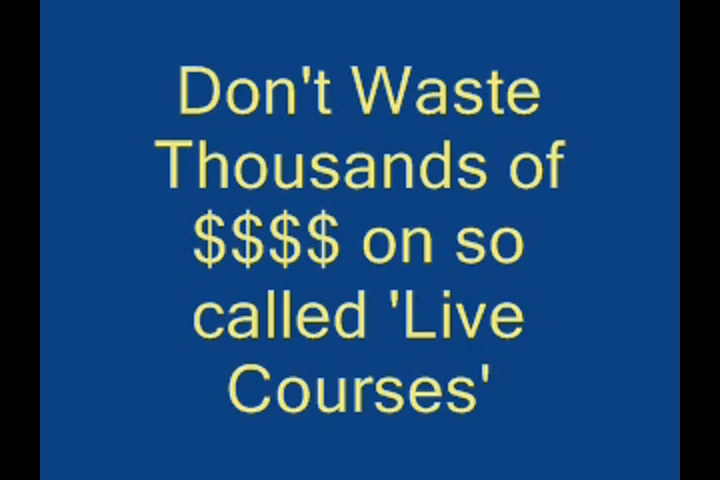 Don't Waste
Thousands of
$$$$ on so
called 'Live
Courses'